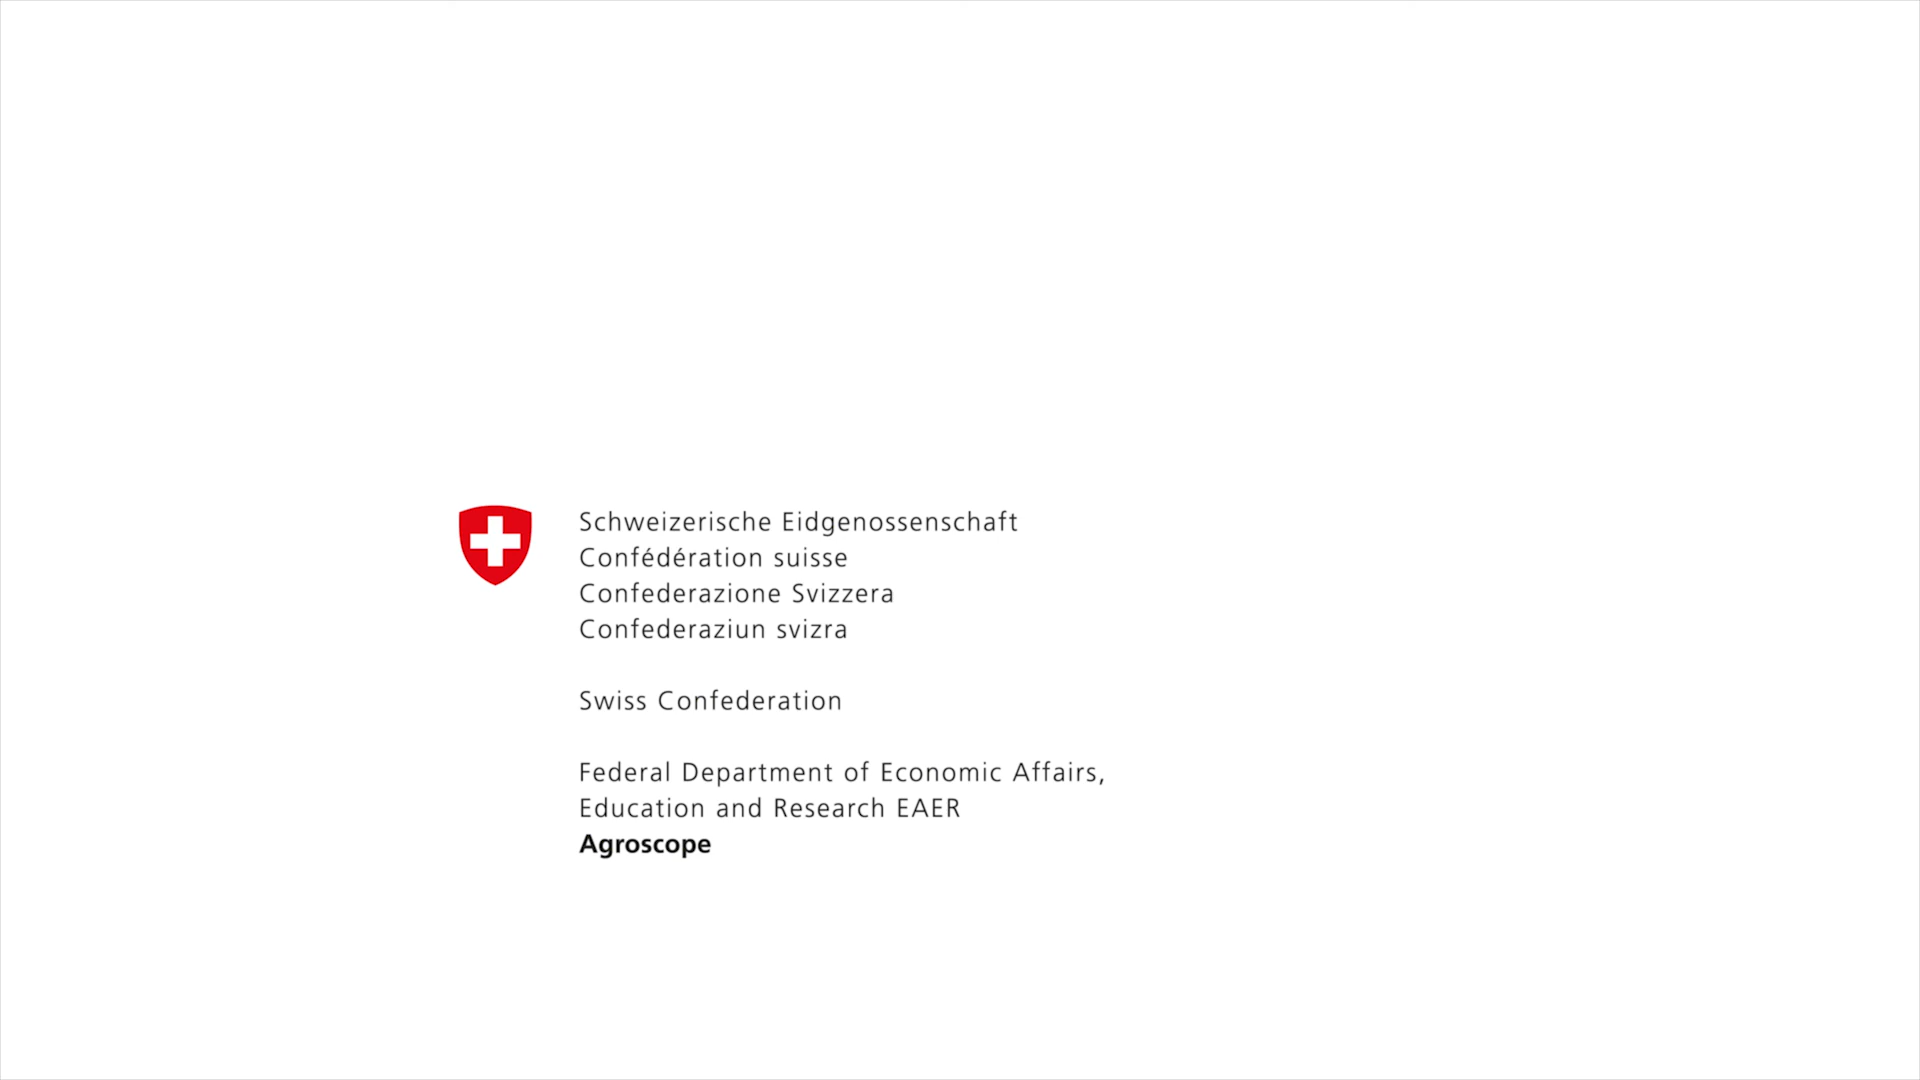 Schweizerische Eidgenossenschaft
Confédération suisse
Confederazione Svizzera
Confederaziun svizra
Swiss Confederation
Federal Department of Economic Affairs,
Education and Research EAER
Agroscope